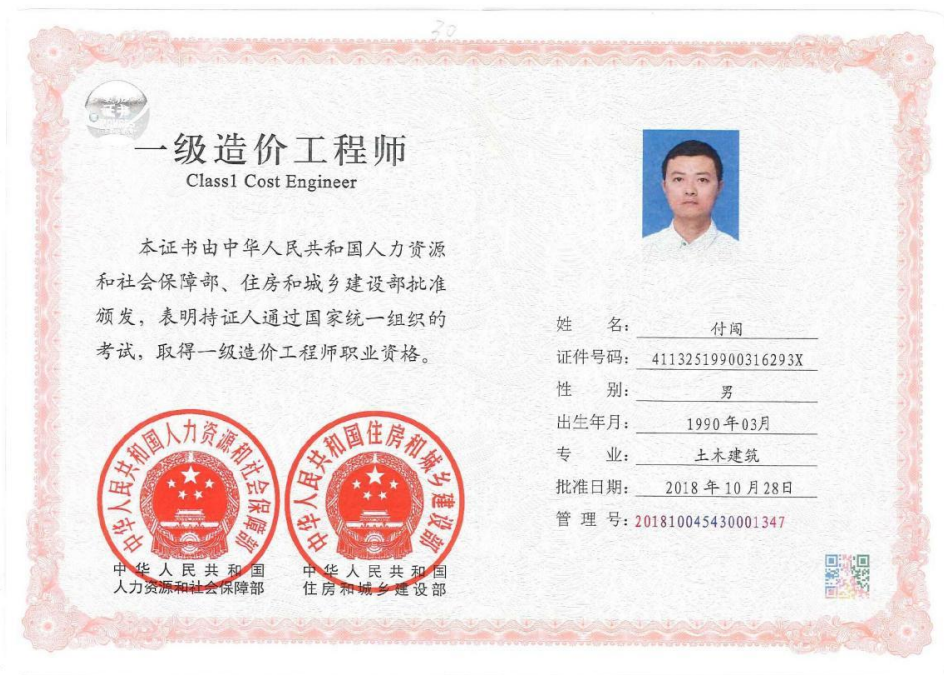 30
一级造价工程师
Class1 Cost Engineer
本证书由中华人民共和国人力资源
和社会保障部、住房和城乡建设部批准
颁发，表明持证人通过国家统一组织的
考试，取得一级造价工程师职业资格。
中华人民共和国人力资源和社会保障部
中华人民共和国
人力资源和社会保障部
中华人民共和国住房和城乡建设部
中华人民共和国
住房和城乡建设部
姓 名： 付闯
证件号码： 41132519900316293X
性 别： 男
出生年月： 1990年03月
专 业： 土木建筑
批准日期： 2018年10月28日
管 理 号：201810045430001347